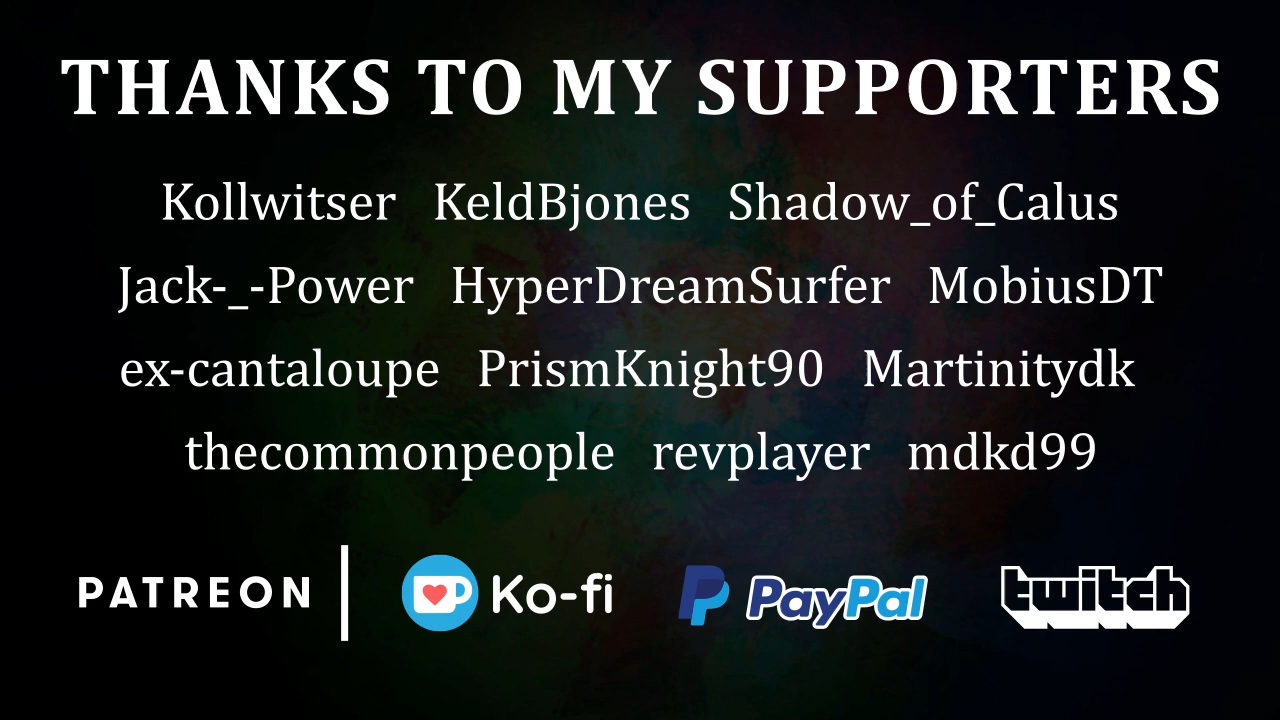 THANKS TO MY SUPPORTERS
Kollwitser KeldBjones Shadow_of_Calus
Jack-_-Power HyperDreamSurfer MobiusDT
ex-cantaloupe PrismKnight90 Martinitydk
thecommonpeople revplayer mdkd99
PATREON Ko-fi PayPal twitch